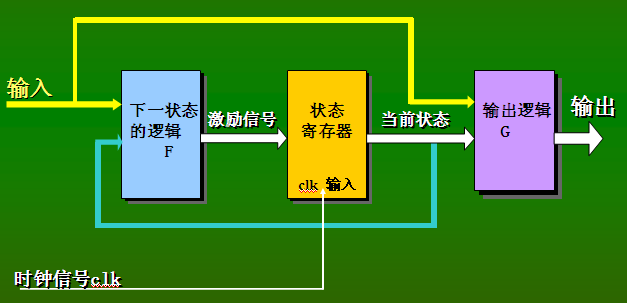 输入
下一状态
的逻辑
F
激励信号
状态
寄存器
clk 输入
当前状态
输出逻辑
G
输出
时钟信号clk